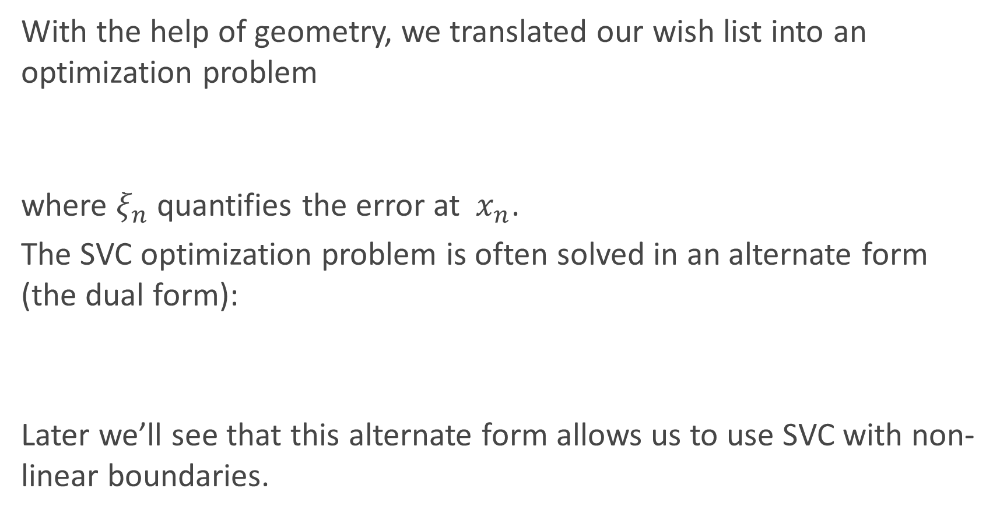 With the help of geometry, we translated our wish list into an
optimization problem
where ξn quantifies the error at xn.
The SVC optimization problem is often solved in an alternate form
(the dual form):
Later we’ll see that this alternate form allows us to use SVC with non-
linear boundaries.